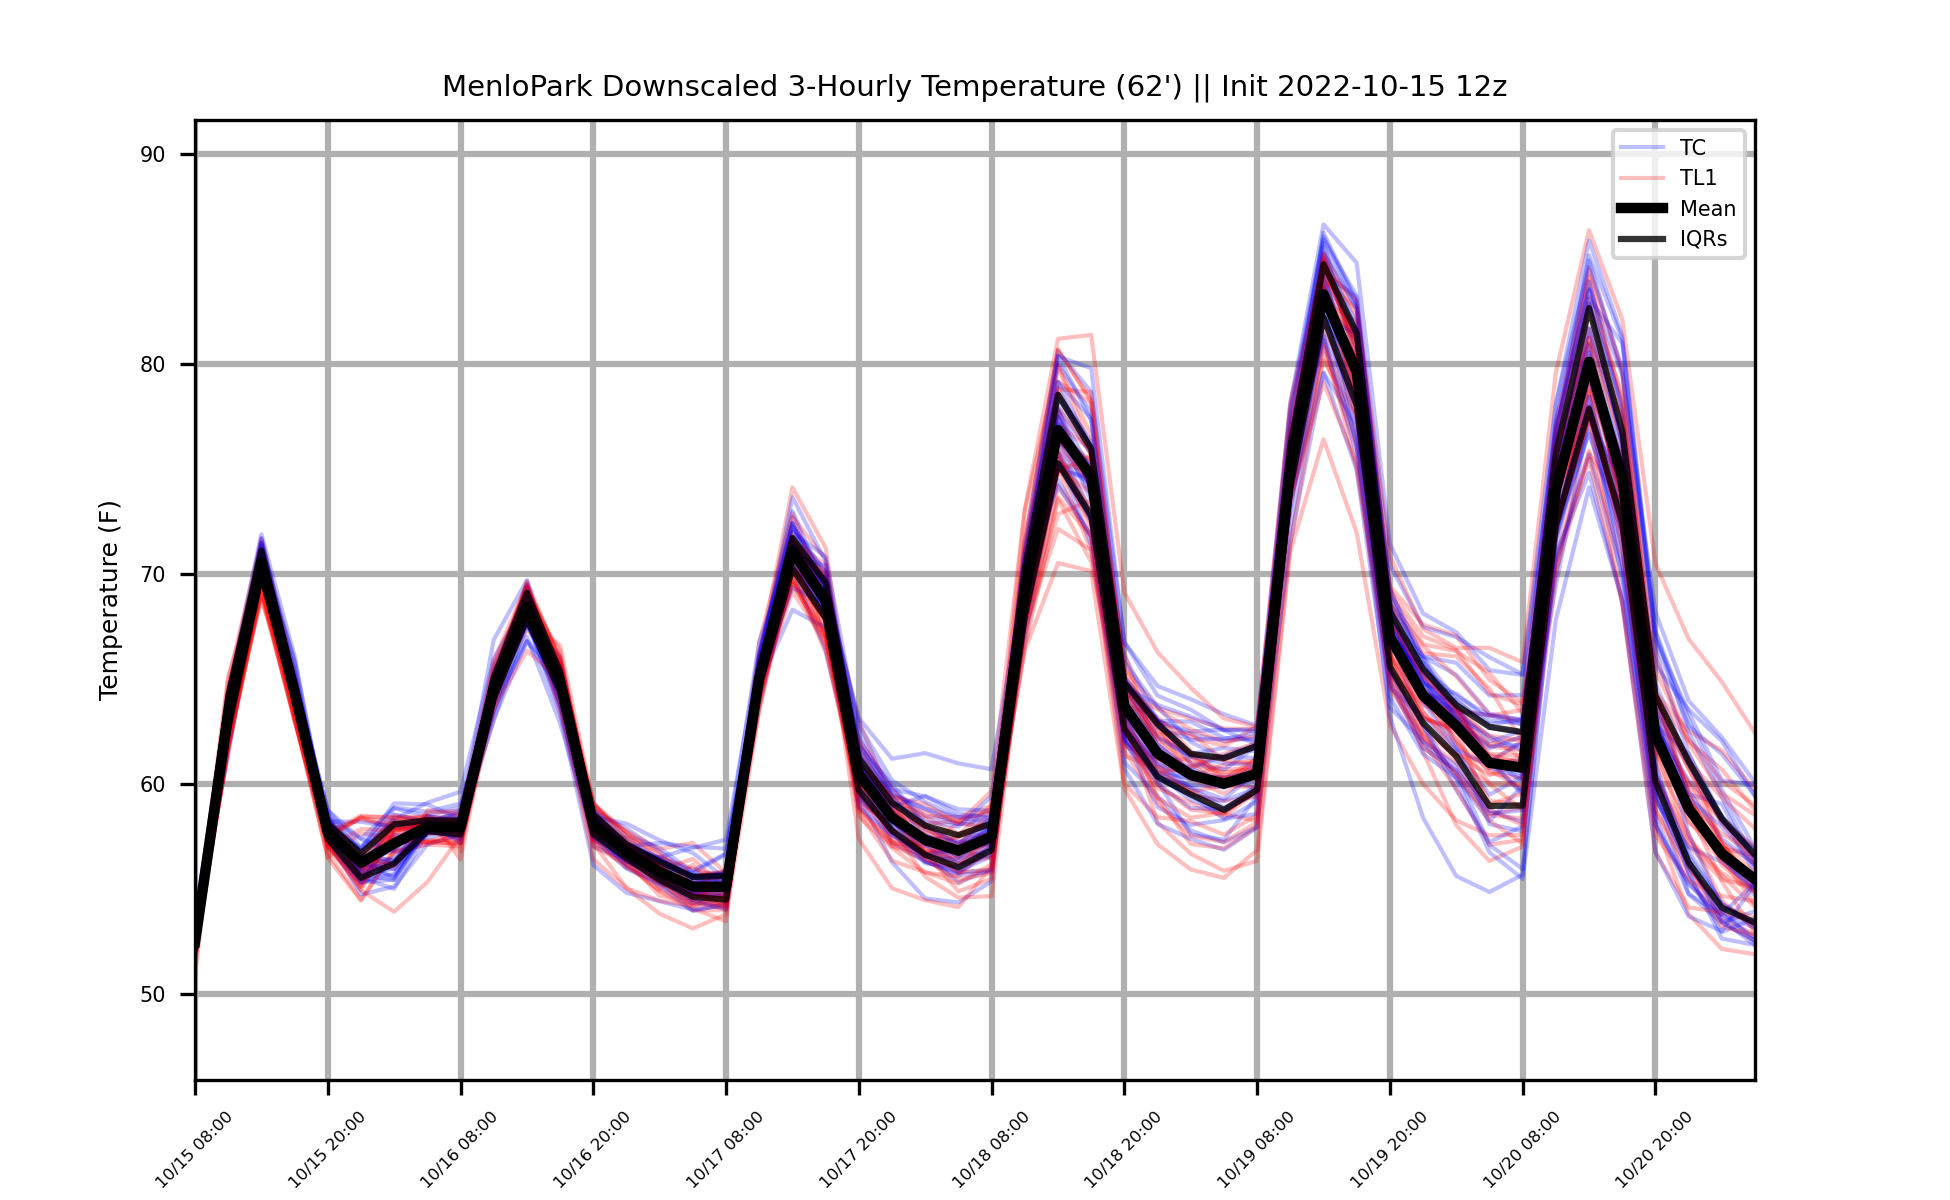 MenloPark Downscaled 3-Hourly Temperature (62') || Init 2022-10-15 12z
TC
TL1
Mean
IQRs
Temperature (F)
90
80
70
60
50
10/15 08:00
10/15 20:00
10/16 08:00
10/16 20:00
10/17 08:00
10/17 20:00
10/18 08:00
10/18 20:00
10/19 08:00
10/19 20:00
10/20 08:00
10/20 20:00